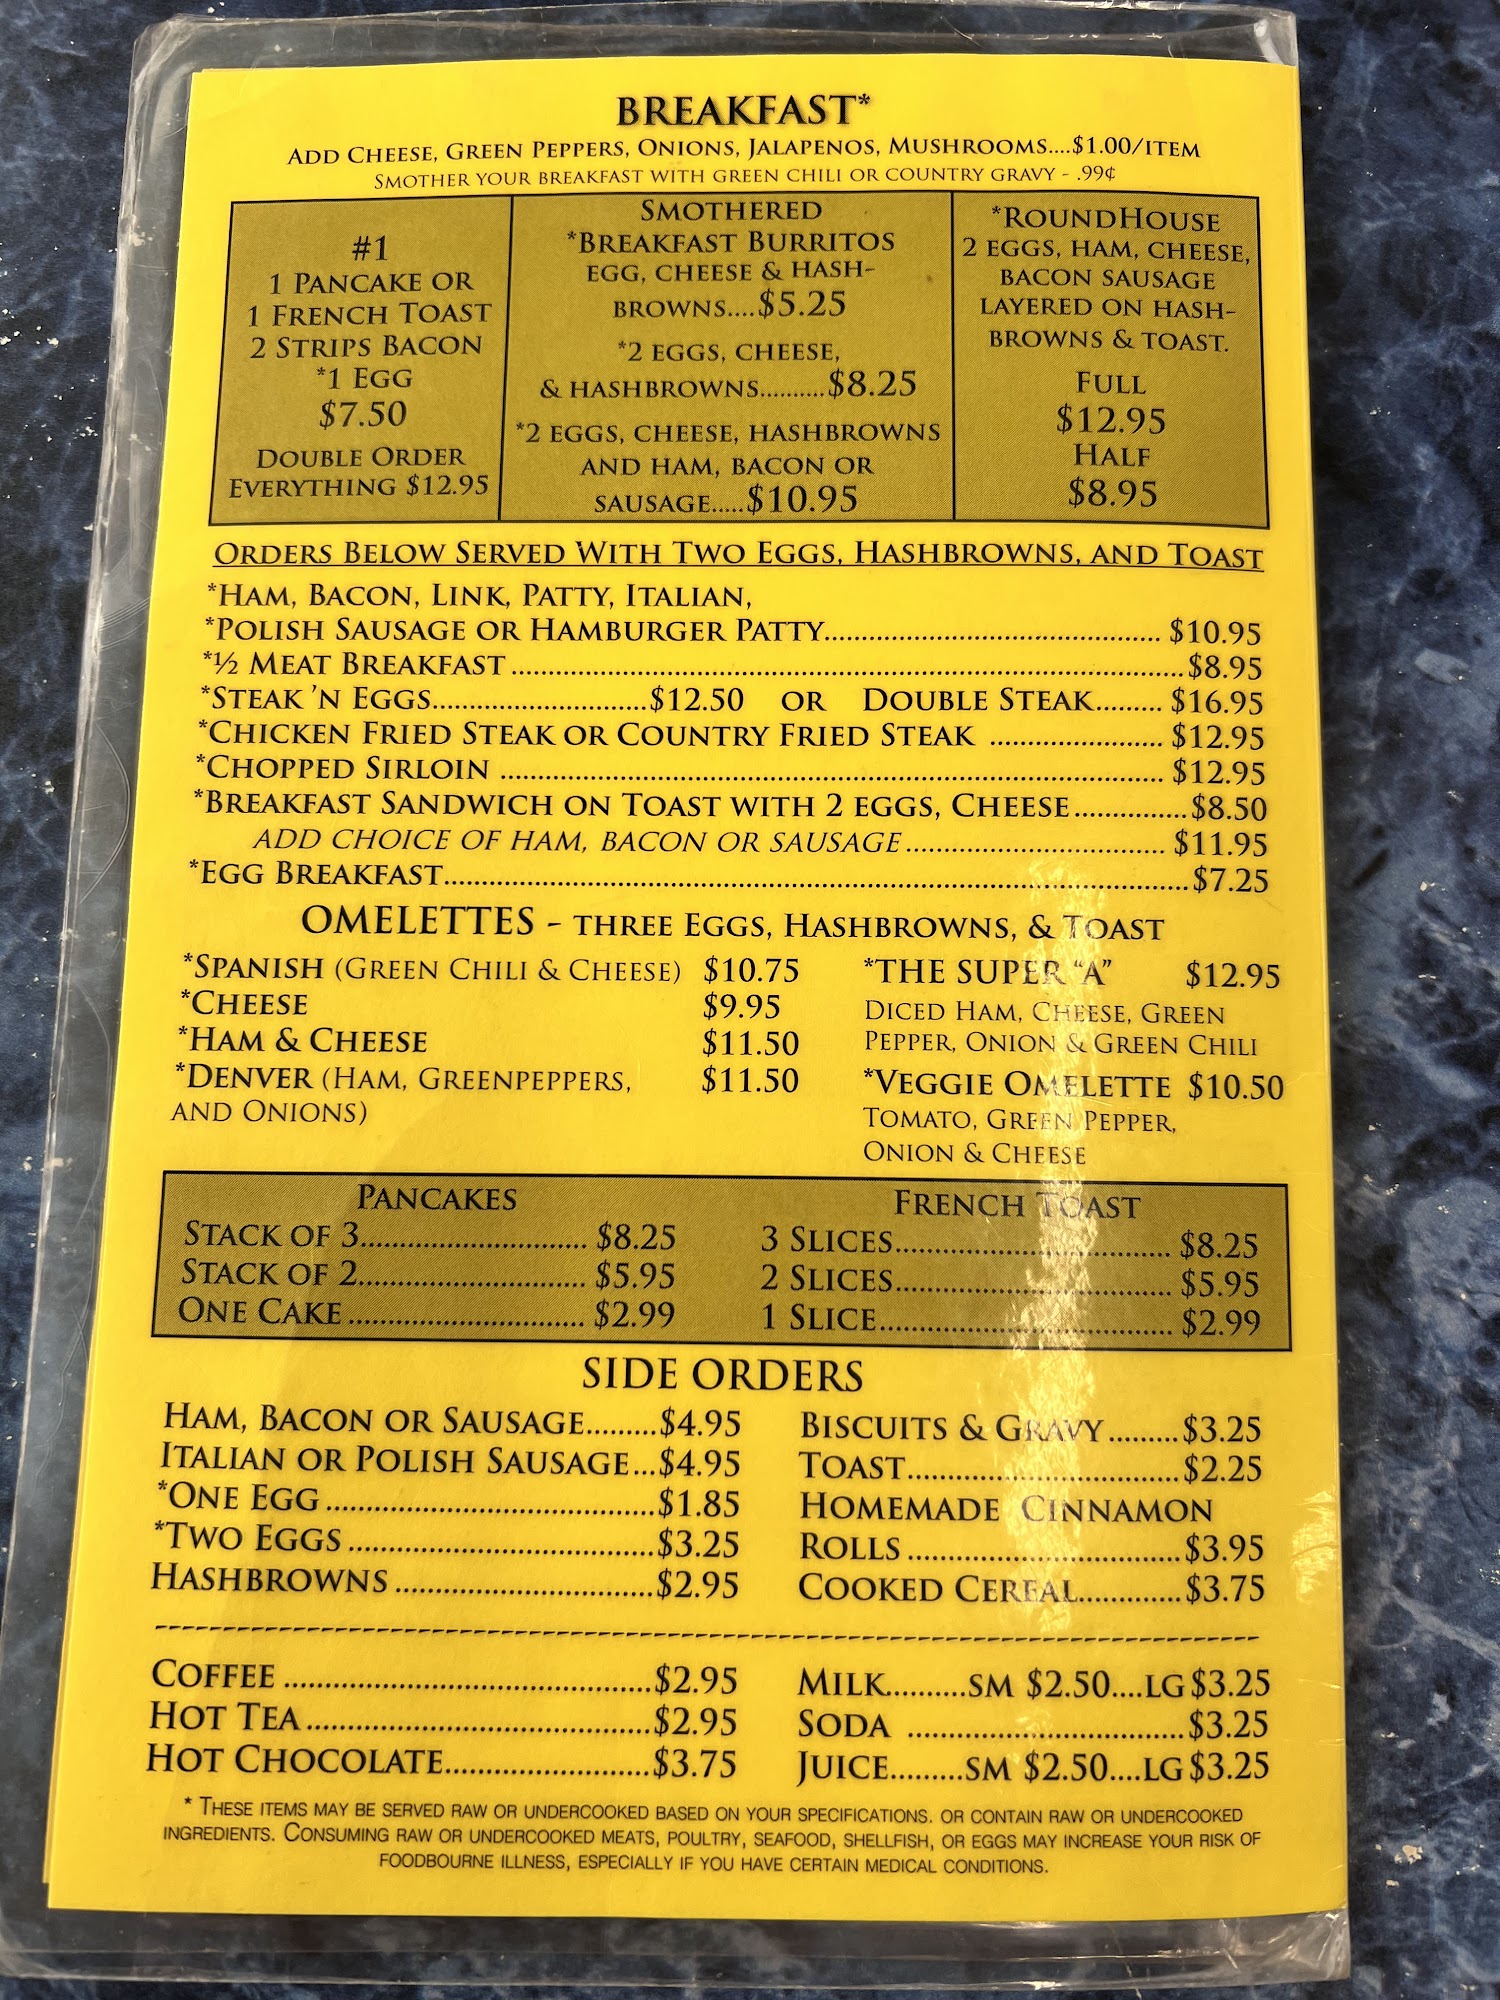 BREAKFAST*
ADD CHEESE, GREEN PEPPERS, ONIONS, JALAPENOS, MUSHROOMS....$1.00/ITEM
SMOTHER YOUR BREAKFAST WITH GREEN CHILI OR COUNTRY GRAVY - .99¢
#1
1 PANCAKE OR
1 FRENCH TOAST
2 STRIPS BACON
*1 EGG
$7.50
DOUBLE ORDER
EVERYTHING $12.95
SMOTHERED
*BREAKFAST BURRITOS
EGG, CHEESE & HASH-
BROWNS....$5.25
*2 EGGS, CHEESE,
& HASHBROWNS..........$8.25
*2 EGGS, CHEESE, HASHBROWNS
AND HAM, BACON OR
SAUSAGE.....$10.95
*ROUNDHOUSE
2 EGGS, HAM, CHEESE,
BACON SAUSAGE
LAYERED ON HASH-
BROWNS & TOAST.
FULL
$12.95
HALF
$8.95
ORDERS BELOW SERVED WITH TWO EGGS, HASHBROWNS, AND TOAST
*HAM, BACON, LINK, PATTY, ITALIAN,
*POLISH SAUSAGE OR HAMBURGER PATTY............................................ $10.95
*½ MEAT BREAKFAST..........................................................................................$8.95
*STEAK 'N EGGS.............................$12.50 OR DOUBLE STEAK......... $16.95
*CHICKEN FRIED STEAK OR COUNTRY FRIED STEAK ....................... $12.95
*CHOPPED SIRLOIN ......................................................................................... $12.95
*BREAKFAST SANDWICH ON TOAST WITH 2 EGGS, CHEESE...............$8.50
ADD CHOICE OF HAM, BACON OR SAUSAGE................................... $11.95
*EGG BREAKFAST....................................................................................................$7.25
OMELETTES - THREE EGGS, HASHBROWNS, & TOAST
*SPANISH (GREEN CHILI & CHEESE) $10.75
*CHEESE $9.95
*HAM & CHEESE $11.50
*DENVER (HAM, GREENPEPPERS, $11.50
AND ONIONS)
*THE SUPER "A" $12.95
DICED HAM, CHEESE, GREEN
PEPPER, ONION & GREEN CHILI
*VEGGIE OMELETTE $10.50
TOMATO, GREEN PEPPER,
ONION & CHEESE
PANCAKES
STACK OF 3.............................. $8.25
STACK OF 2.............................. $5.95
ONE CAKE................................ $2.99
FRENCH TOAST
3 SLICES..................................... $8.25
2 SLICES..................................... $5.95
1 SLICE....................................... $2.99
SIDE ORDERS
HAM, BACON OR SAUSAGE.........$4.95
ITALIAN OR POLISH SAUSAGE...$4.95
*ONE EGG............................................$1.85
*TWO EGGS.........................................$3.25
HASHBROWNS...................................$2.95
BISCUITS & GRAVY.........$3.25
TOAST.....................................$2.25
HOMEMADE CINNAMON
ROLLS.....................................$3.95
COOKED CEREAL..............$3.75
COFFEE.................................................$2.95
HOT TEA..............................................$2.95
HOT CHOCOLATE...........................$3.75
MILK..........SM $2.50....LG $3.25
SODA .....................................$3.25
JUICE.........SM $2.50....LG $3.25
* THESE ITEMS MAY BE SERVED RAW OR UNDERCOOKED BASED ON YOUR SPECIFICATIONS. OR CONTAIN RAW OR UNDERCOOKED
INGREDIENTS. CONSUMING RAW OR UNDERCOOKED MEATS, POULTRY, SEAFOOD, SHELLFISH, OR EGGS MAY INCREASE YOUR RISK OF
FOODBOURNE ILLNESS, ESPECIALLY IF YOU HAVE CERTAIN MEDICAL CONDITIONS.